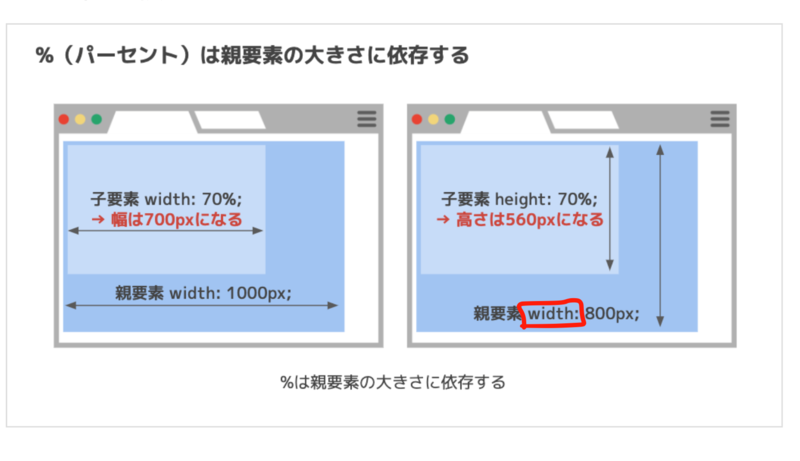 %（パーセント）は親要素の大きさに依存する
子要素 width: 70%;
→ 幅は700pxになる
親要素 width: 1000px;
子要素 height: 70%;
→ 高さは560pxになる
親要素 width: 800px;
%は親要素の大きさに依存する